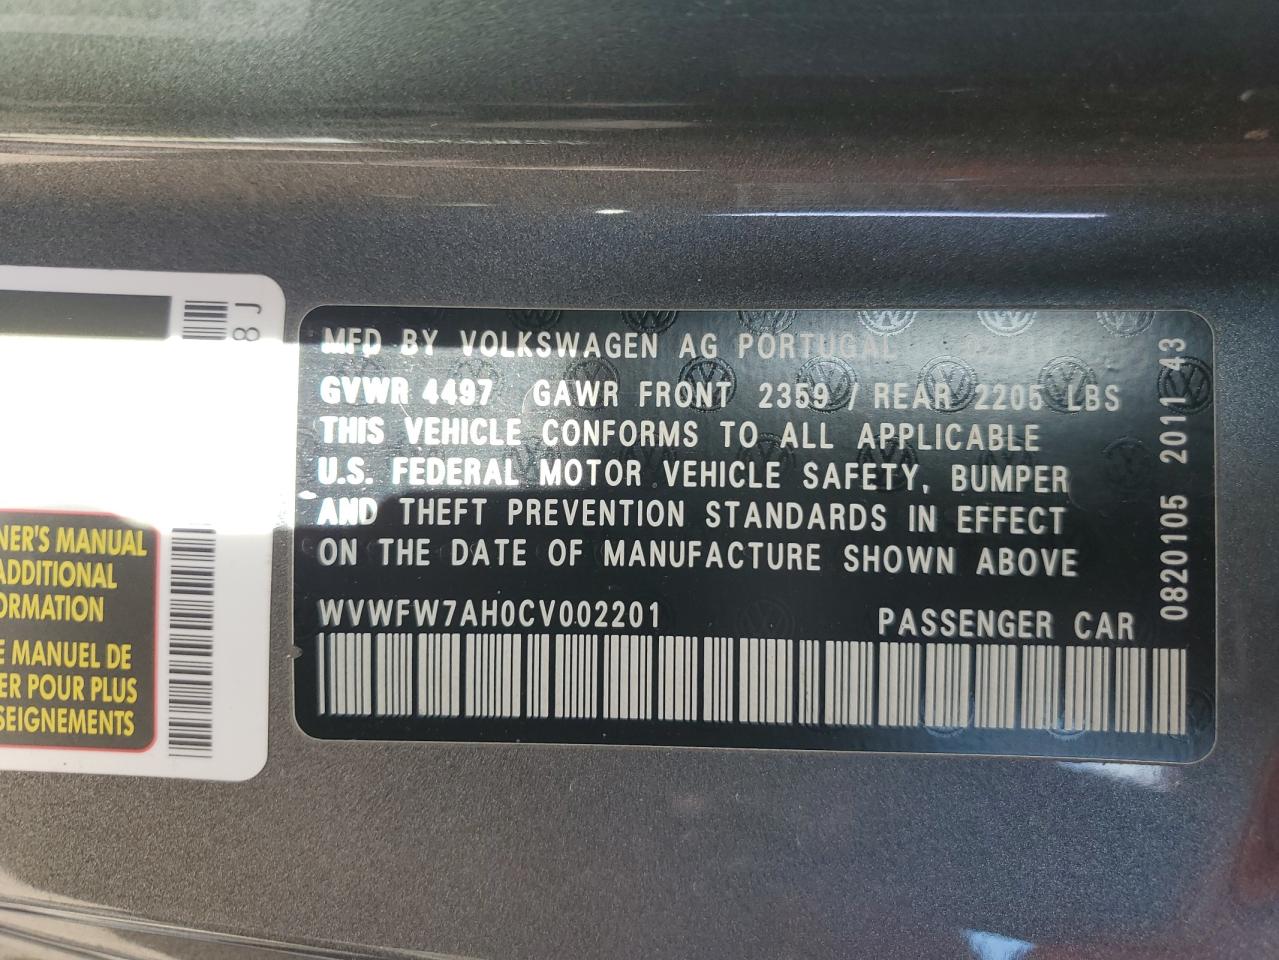 MFD BY VOLKSWAGEN AG PORTUGAL
GVWR 4497 GAWR FRONT 2359 / REAR 2205 LBS
THIS VEHICLE CONFORMS TO ALL APPLICABLE
U.S. FEDERAL MOTOR VEHICLE SAFETY, BUMPER
AND THEFT PREVENTION STANDARDS IN EFFECT
ON THE DATE OF MANUFACTURE SHOWN ABOVE
WVWFW7AH0CV002201 PASSENGER CAR
0820105 2011 43
NER'S MANUAL
ADDITIONAL
ORMATION
E MANUEL DE
ER POUR PLUS
SEIGNEMENTS